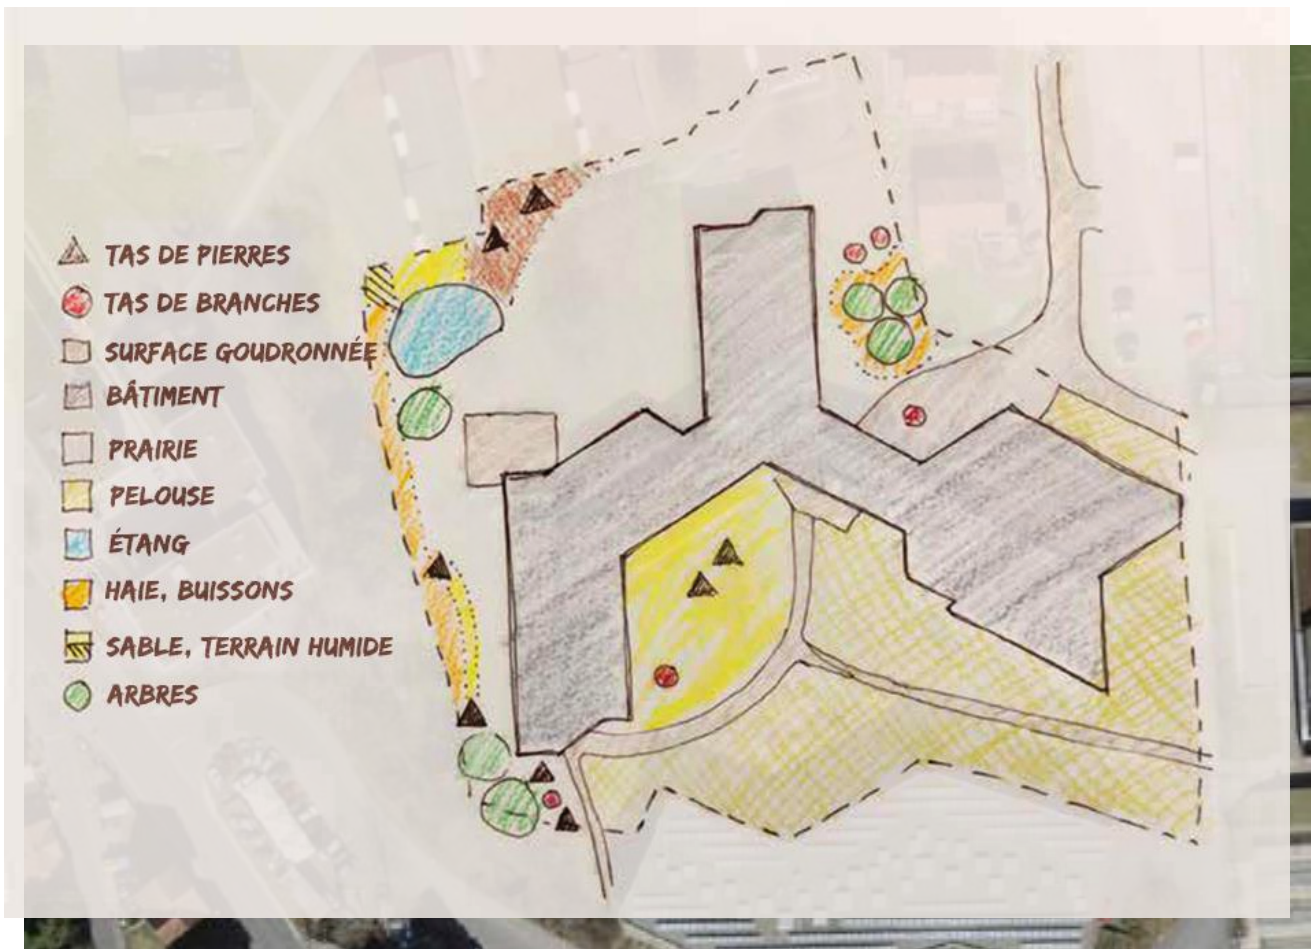 TAS DE PIERRES
TAS DE BRANCHES
SURFACE GOUDRONNÉE
BÂTIMENT
PRAIRIE
PELOUSE
ÉTANG
HAIE, BUISSONS
SABLE, TERRAIN HUMIDE
ARBRES